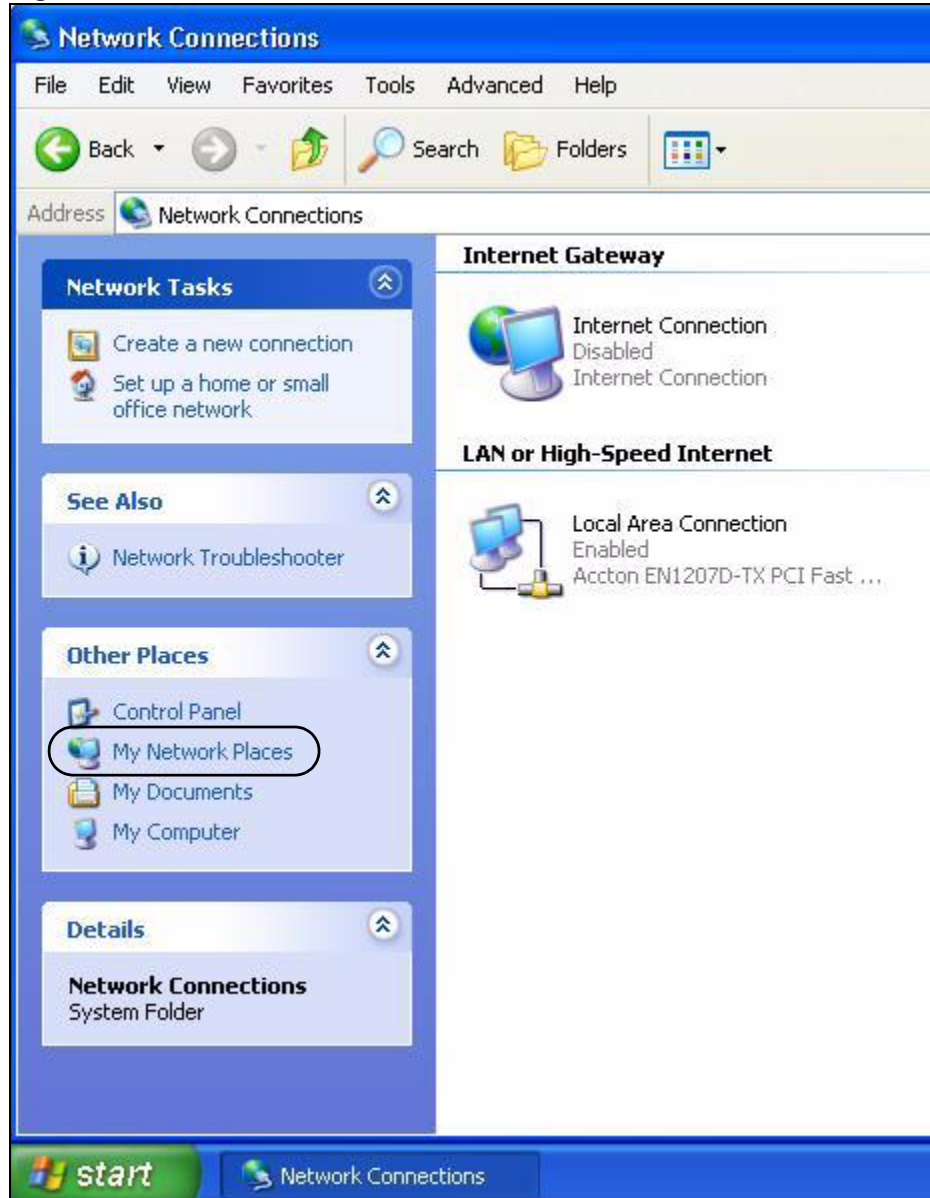 Network Connections
File Edit View Favorites Tools Advanced Help
Back Search Folders
Address Network Connections
Network Tasks
Create a new connection
Set up a home or small
office network
See Also
Network Troubleshooter
Other Places
Control Panel
My Network Places
My Documents
My Computer
Details
Network Connections
System Folder
Internet Gateway
Internet Connection
Disabled
Internet Connection
LAN or High-Speed Internet
Local Area Connection
Enabled
Accton EN1207D-TX PCI Fast ...
start Network Connections